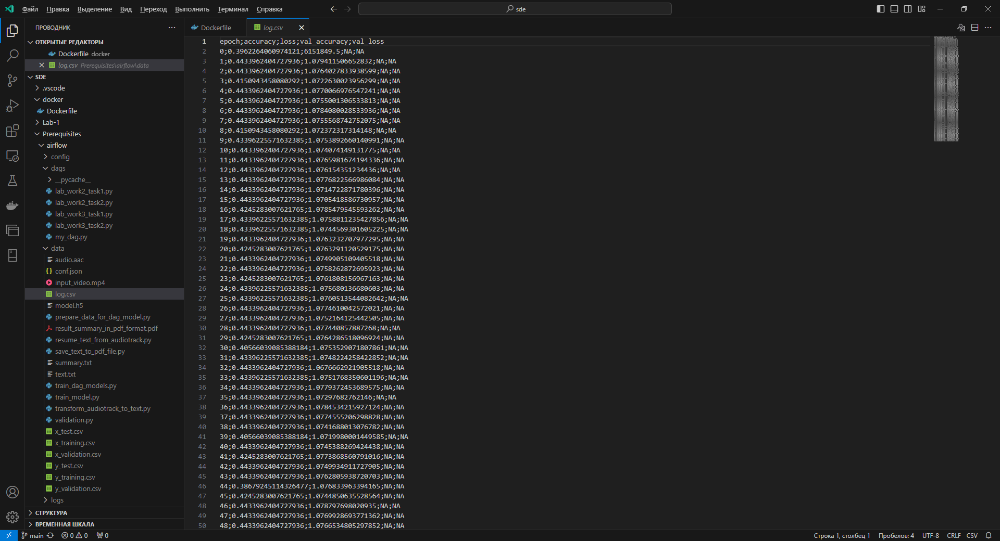 Файл Правка Выделение Вид Переход Выполнить Терминал Справка
sde
ПРОВОДНИК
ОТКРЫТЫЕ РЕДАКТОРЫ
Dockerfile docker
log.csv Prerequisites\airflow\data
SDE
.vscode
docker
Dockerfile
Lab-1
Prerequisites
airflow
config
dags
__pycache__
lab_work2_task1.py
lab_work2_task2.py
lab_work3_task1.py
lab_work3_task2.py
my_dag.py
data
audio.aac
conf.json
input_video.mp4
log.csv
model.h5
prepare_data_for_dag_model.py
result_summary_in_pdf_format.pdf
resume_text_from_audiotrack.py
save_text_to_pdf_file.py
summary.txt
text.txt
train_dag_models.py
train_model.py
transform_audiotrack_to_text.py
validation.py
x_test.csv
x_training.csv
x_validation.csv
y_test.csv
y_training.csv
y_validation.csv
logs
СТРУКТУРА
ВРЕМЕННАЯ ШКАЛА
Dockerfile log.csv
1 epoch;accuracy;loss;val_accuracy;val_loss
2 0;0.3962264060974121;6151849.5;NA;NA
3 1;0.4433962404727936;1.079411506652832;NA;NA
4 2;0.4433962404727936;1.0764027833938599;NA;NA
5 3;0.4150943458080292;1.0722630023956299;NA;NA
6 4;0.4433962404727936;1.0770066976547241;NA;NA
7 5;0.4433962404727936;1.0755001306533813;NA;NA
8 6;0.4433962404727936;1.0784080028533936;NA;NA
9 7;0.4433962404727936;1.0755568742752075;NA;NA
10 8;0.4150943458080292;1.072372317314148;NA;NA
11 9;0.43396225571632385;1.0753892660140991;NA;NA
12 10;0.4433962404727936;1.074074149131775;NA;NA
13 11;0.4433962404727936;1.0765981674194336;NA;NA
14 12;0.4433962404727936;1.076154351234436;NA;NA
15 13;0.4433962404727936;1.0776822566986084;NA;NA
16 14;0.4433962404727936;1.0714722871780396;NA;NA
17 15;0.4433962404727936;1.0705418586730957;NA;NA
18 16;0.4245283007621765;1.0785479545593262;NA;NA
19 17;0.43396225571632385;1.0758811235427856;NA;NA
20 18;0.43396225571632385;1.0744569301605225;NA;NA
21 19;0.4433962404727936;1.0763232707977295;NA;NA
22 20;0.4245283007621765;1.0763291120529175;NA;NA
23 21;0.4433962404727936;1.0749905109405518;NA;NA
24 22;0.4433962404727936;1.0758262872695923;NA;NA
25 23;0.4245283007621765;1.0761808156967163;NA;NA
26 24;0.43396225571632385;1.075680136680603;NA;NA
27 25;0.43396225571632385;1.0760513544082642;NA;NA
28 26;0.4433962404727936;1.0774610042572021;NA;NA
29 27;0.4433962404727936;1.0752164125442505;NA;NA
30 28;0.4433962404727936;1.077440857887268;NA;NA
31 29;0.4245283007621765;1.0764286518096924;NA;NA
32 30;0.40566039085388184;1.0753529071807861;NA;NA
33 31;0.43396225571632385;1.0748224258422852;NA;NA
34 32;0.4433962404727936;1.0676662921905518;NA;NA
35 33;0.43396225571632385;1.0751768350601196;NA;NA
36 34;0.4433962404727936;1.0779372453689575;NA;NA
37 35;0.4433962404727936;1.07297682762146;NA;NA
38 36;0.4433962404727936;1.0784534215927124;NA;NA
39 37;0.4433962404727936;1.0774555206298828;NA;NA
40 38;0.4433962404727936;1.0741688013076782;NA;NA
41 39;0.40566039085388184;1.0719980001449585;NA;NA
42 40;0.4433962404727936;1.0745388269424438;NA;NA
43 41;0.4245283007621765;1.0773868560791016;NA;NA
44 42;0.4433962404727936;1.0749934911727905;NA;NA
45 43;0.4433962404727936;1.0762805938720703;NA;NA
46 44;0.38679245114326477;1.076833963394165;NA;NA
47 45;0.4245283007621765;1.0744850635528564;NA;NA
48 46;0.4433962404727936;1.078797698020935;NA;NA
49 47;0.4433962404727936;1.0769928693771362;NA;NA
50 48;0.4433962404727936;1.0766534805297852;NA;NA
main 0 0 0 Строка 1, столбец 1 Пробелов: 4 UTF-8 CRLF CSV